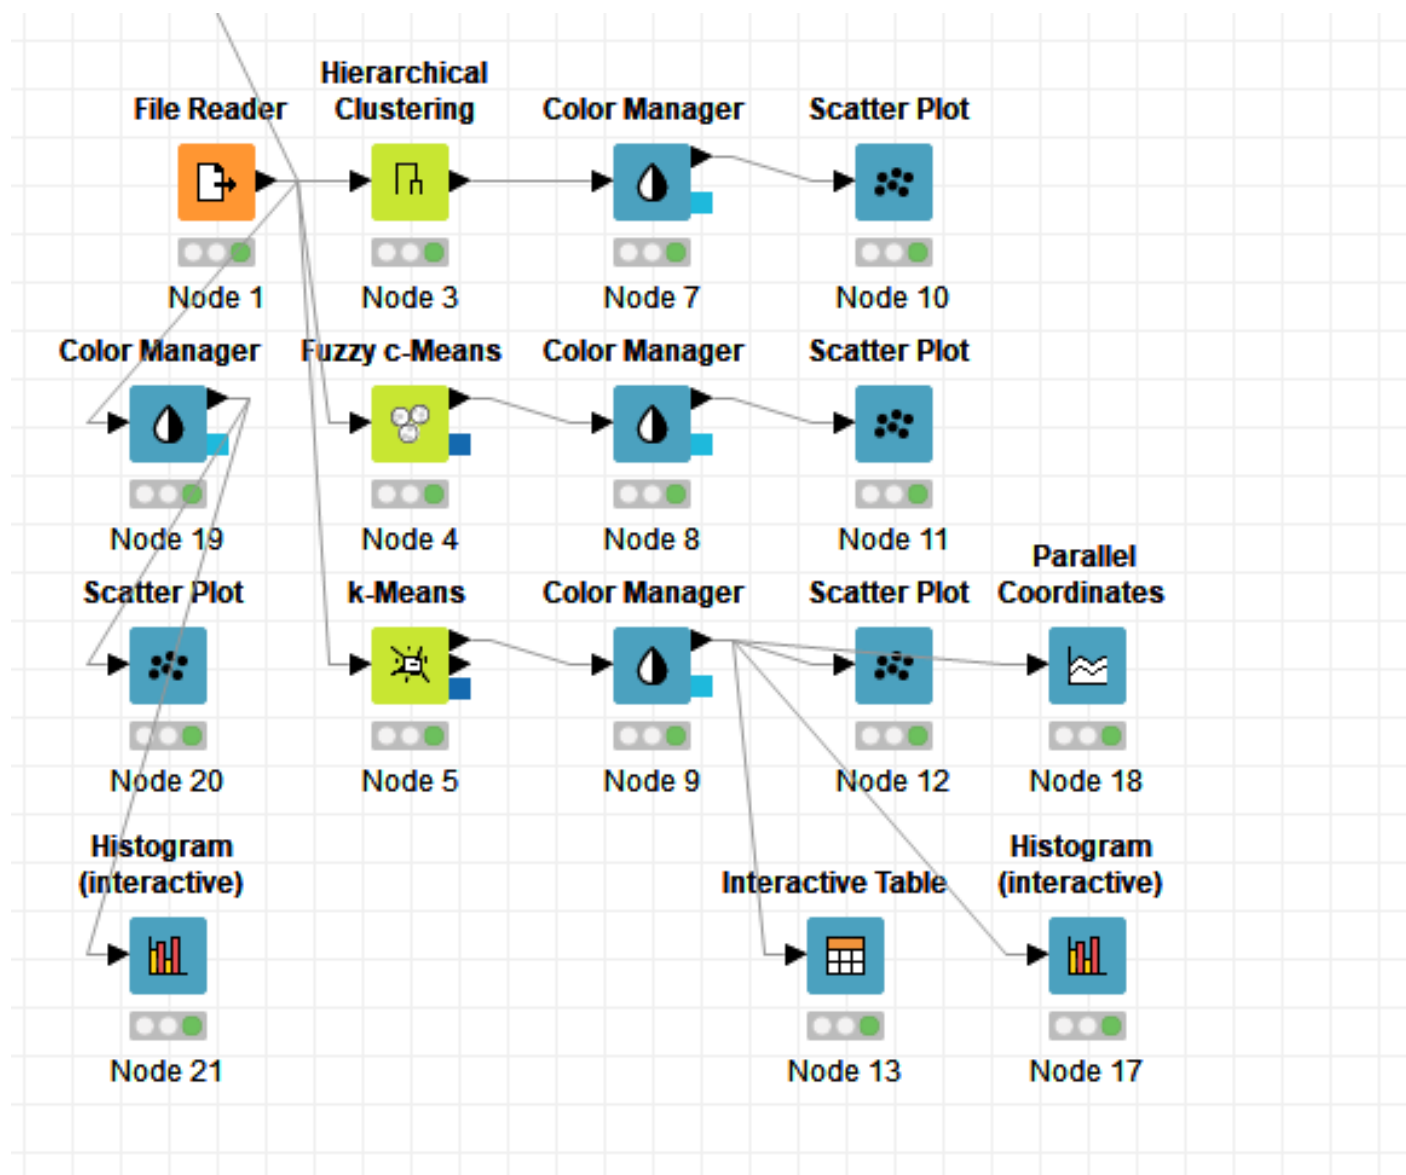 Hierarchical
File Reader Clustering Color Manager Scatter Plot
Node 1 Node 3 Node 7 Node 10
Color Manager Fuzzy c-Means Color Manager Scatter Plot
Node 19 Node 4 Node 8 Node 11
Parallel
Scatter Plot k-Means Color Manager Scatter Plot Coordinates
Node 20 Node 5 Node 9 Node 12 Node 18
Histogram Histogram
(interactive) Interactive Table (interactive)
Node 21 Node 13 Node 17